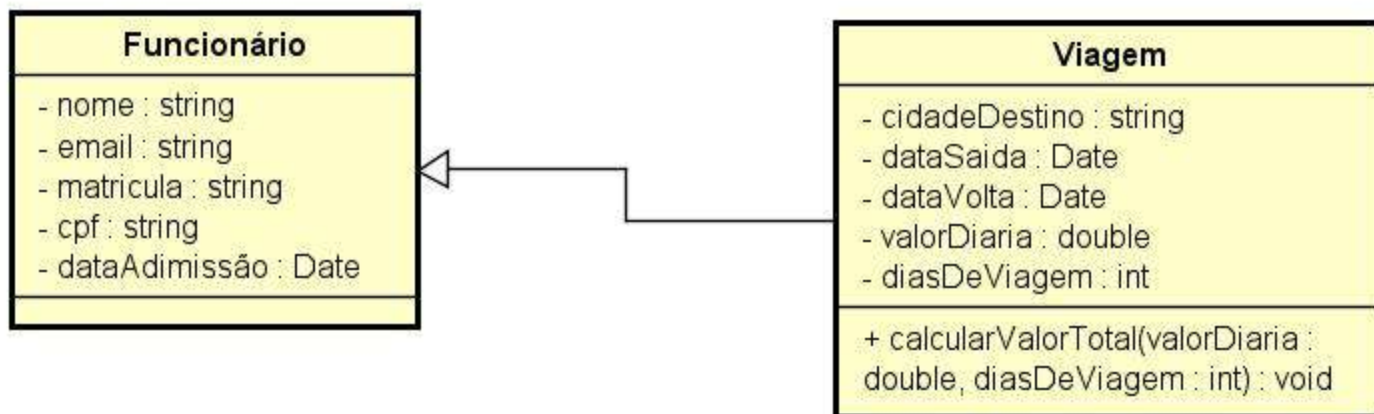 Funcionário
- nome : string
- email : string
- matricula : string
- cpf : string
- dataAdimissão : Date
Viagem
- cidadeDestino : string
- dataSaida : Date
- dataVolta : Date
- valorDiaria : double
- diasDeViagem : int
+ calcularValorTotal(valorDiaria :
double, diasDeViagem : int) : void